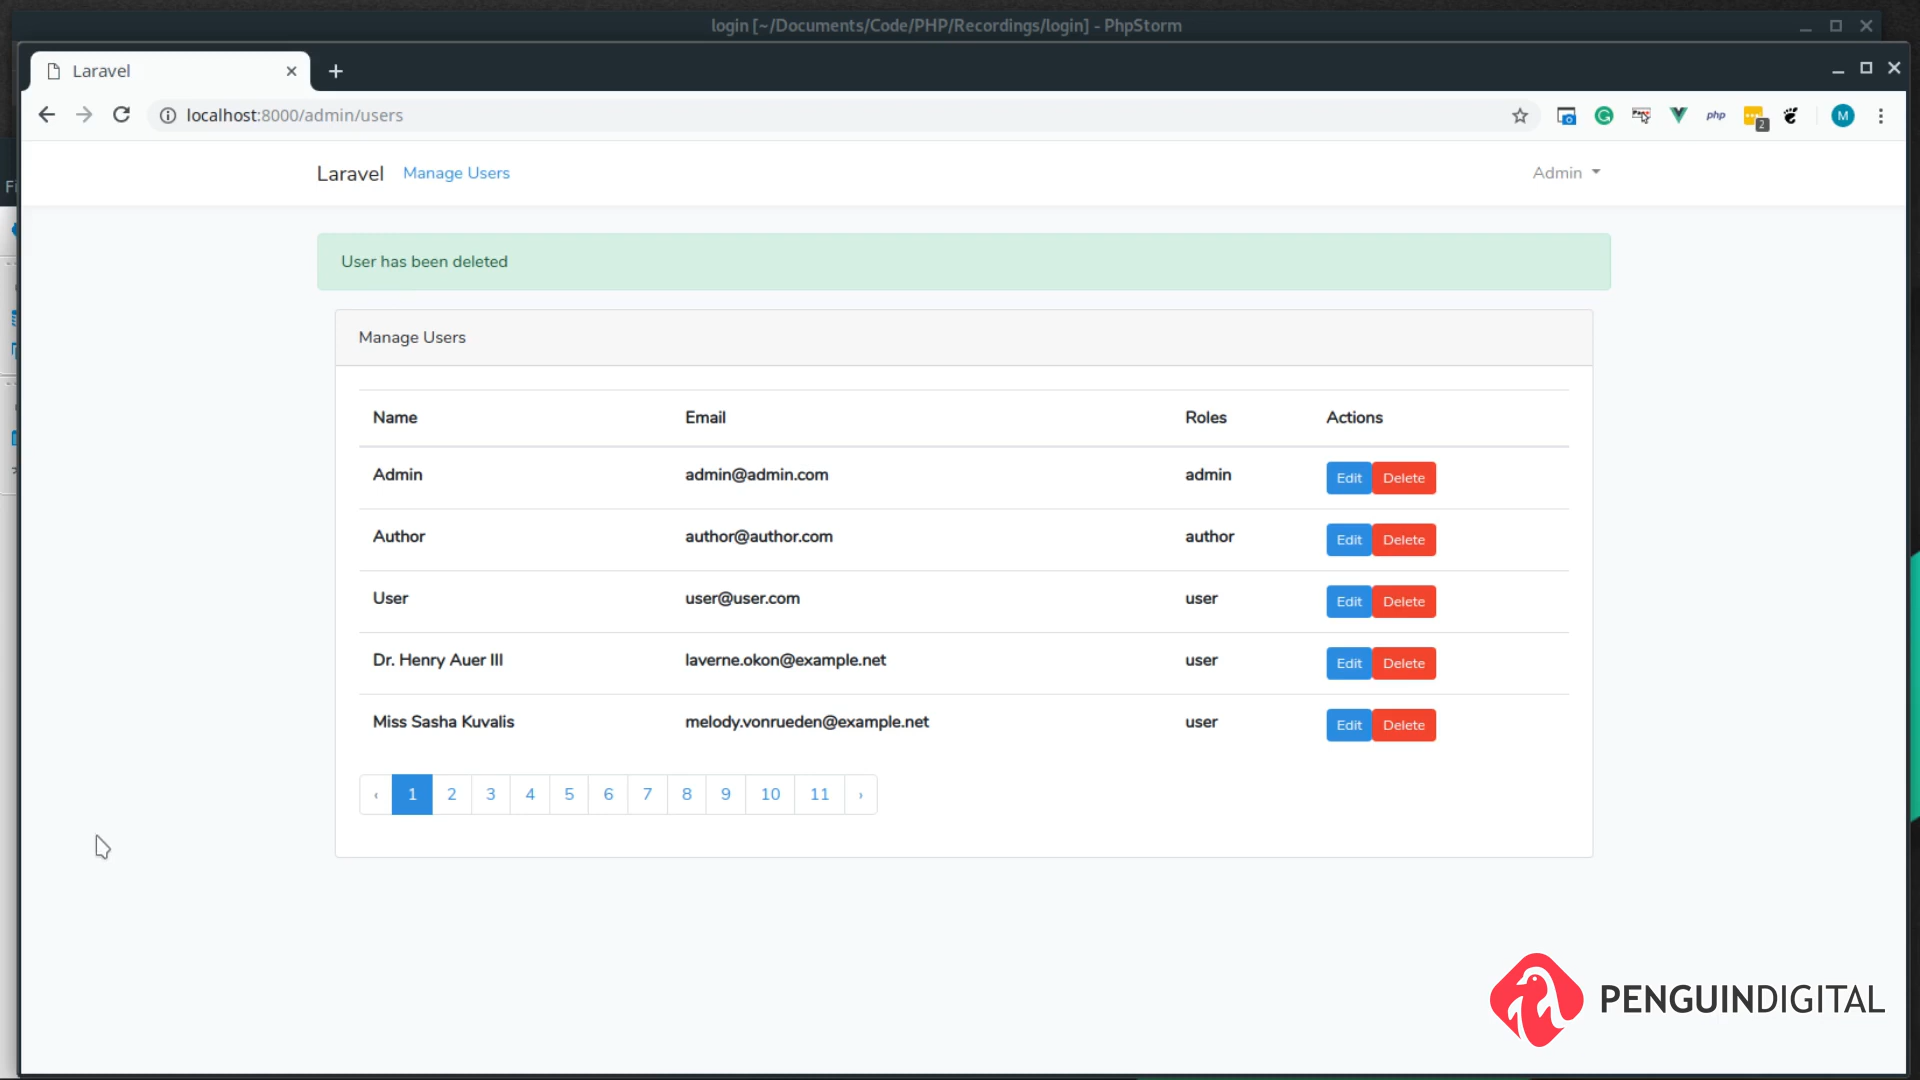 login [~/Documents/Code/PHP/Recordings/login] - PhpStorm
Laravel
localhost:8000/admin/users
php
2
M
Laravel Manage Users Admin
User has been deleted
Manage Users
Name Email Roles Actions
Admin admin@admin.com admin Edit Delete
Author author@author.com author Edit Delete
User user@user.com user Edit Delete
Dr. Henry Auer III laverne.okon@example.net user Edit Delete
Miss Sasha Kuvalis melody.vonrueden@example.net user Edit Delete
‹ 1 2 3 4 5 6 7 8 9 10 11 ›
PENGUINDIGITAL